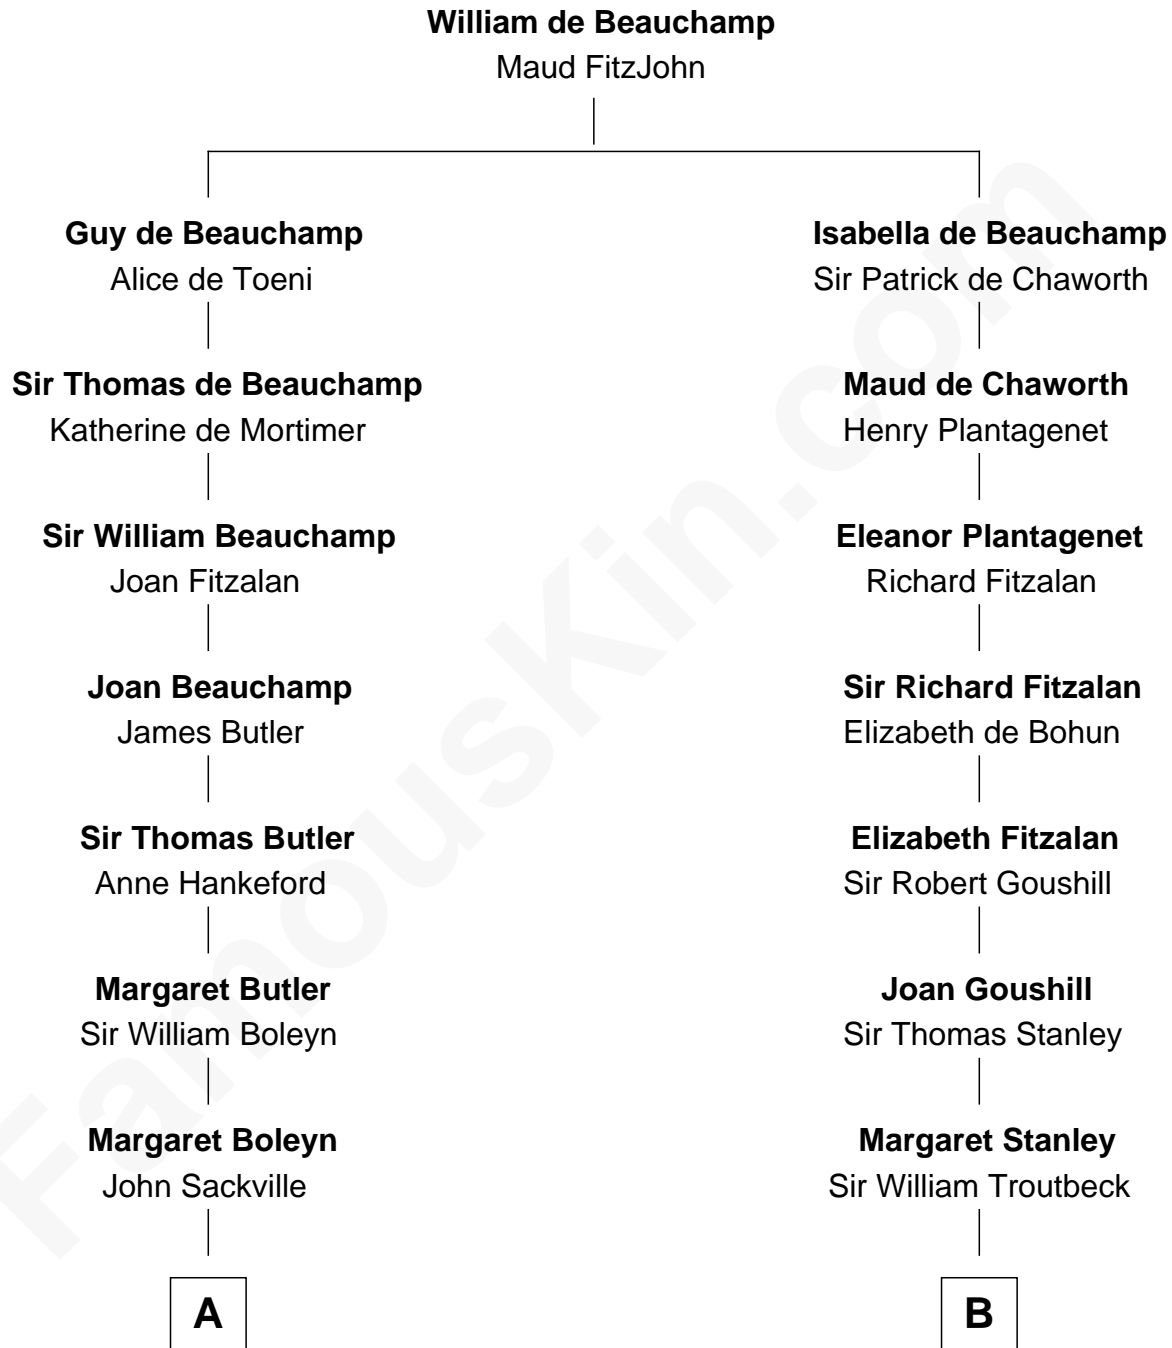 William de Beauchamp
Maud FitzJohn
Guy de Beauchamp
Alice de Toeni
Isabella de Beauchamp
Sir Patrick de Chaworth
Sir Thomas de Beauchamp
Katherine de Mortimer
Maud de Chaworth
Henry Plantagenet
Sir William Beauchamp
Joan Fitzalan
Eleanor Plantagenet
Richard Fitzalan
Joan Beauchamp
James Butler
Sir Richard Fitzalan
Elizabeth de Bohun
Sir Thomas Butler
Anne Hankeford
Elizabeth Fitzalan
Sir Robert Goushill
Margaret Butler
Sir William Boleyn
Joan Goushill
Sir Thomas Stanley
Margaret Boleyn
John Sackville
Margaret Stanley
Sir William Troutbeck
A
B
FamousKin.com